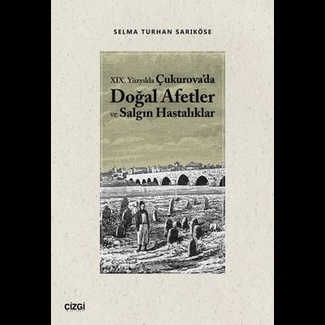 SELMA TURHAN SARIKÖSE
XIX. Yüzyılda Çukurova'da
Doğal Afetler
ve Salgın Hastalıklar
ÇİZGİ